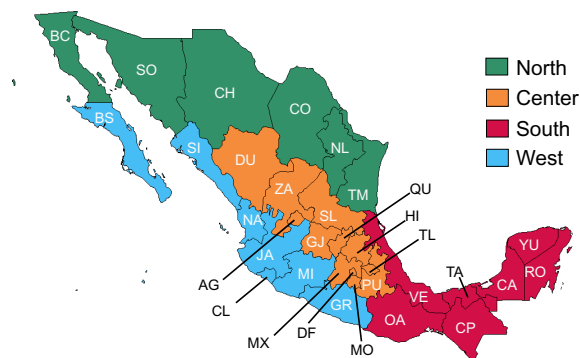 BC
SO
CH
CO
BS
SI
DU
NL
ZA
TM
SL
QU
HI
NA
GJ
TL
JA
AG
MI
CL
PU
MX
GR
DF
MO
VE
OA
TA
CA
CP
YU
RO
North
Center
South
West